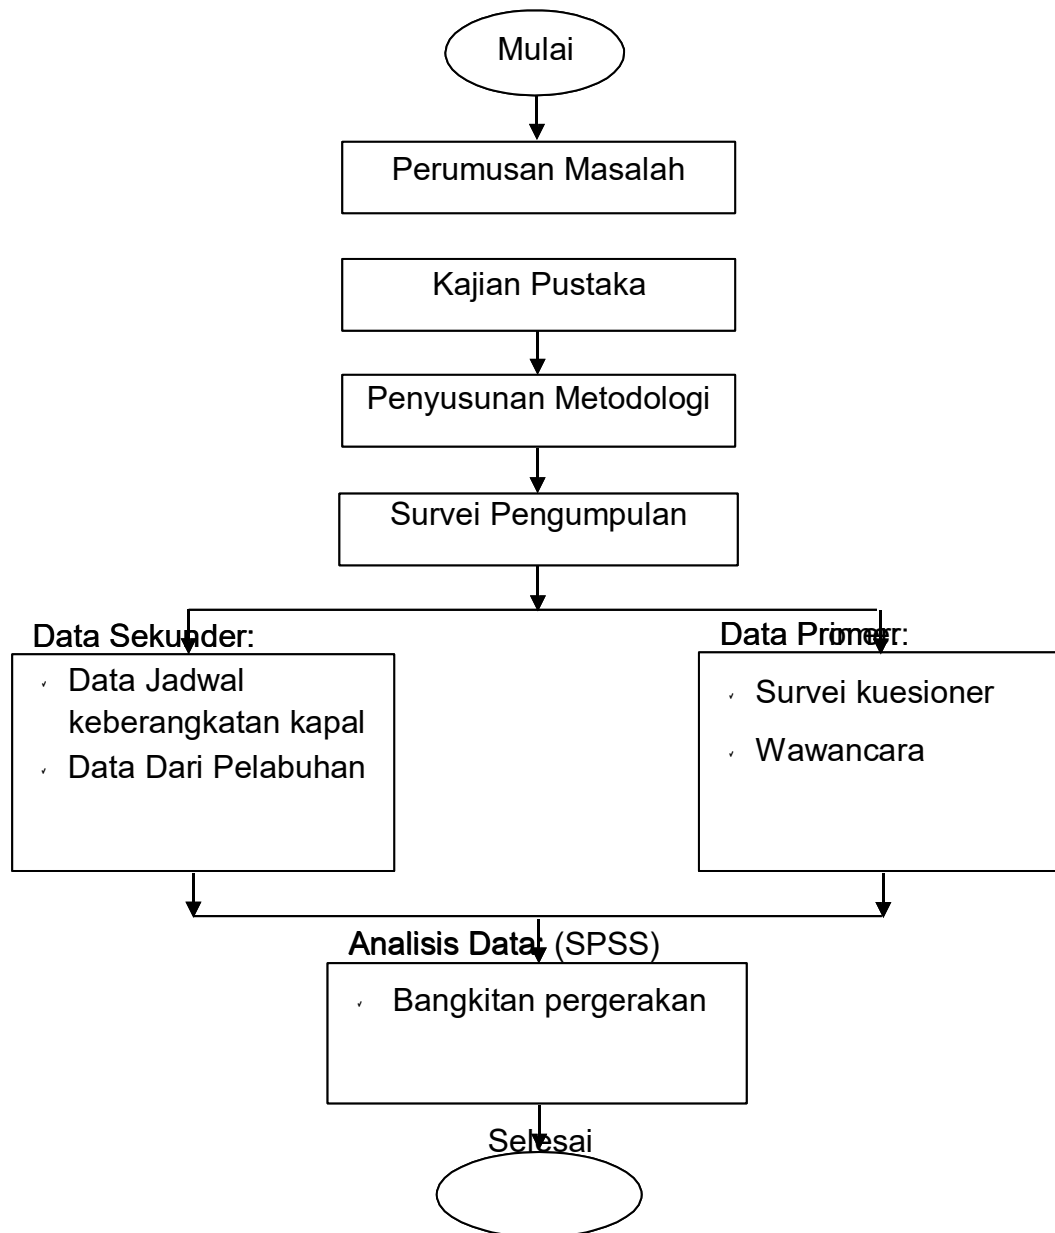 Mulai
Perumusan Masalah
Kajian Pustaka
Penyusunan Metodologi
Survei Pengumpulan
Data Sekunder:
Data Jadwal
keberangkatan kapal
Data Dari Pelabuhan
Data Primer:
Survei kuesioner
Wawancara
Analisis Data: (SPSS)
Bangkitan pergerakan
Selesai